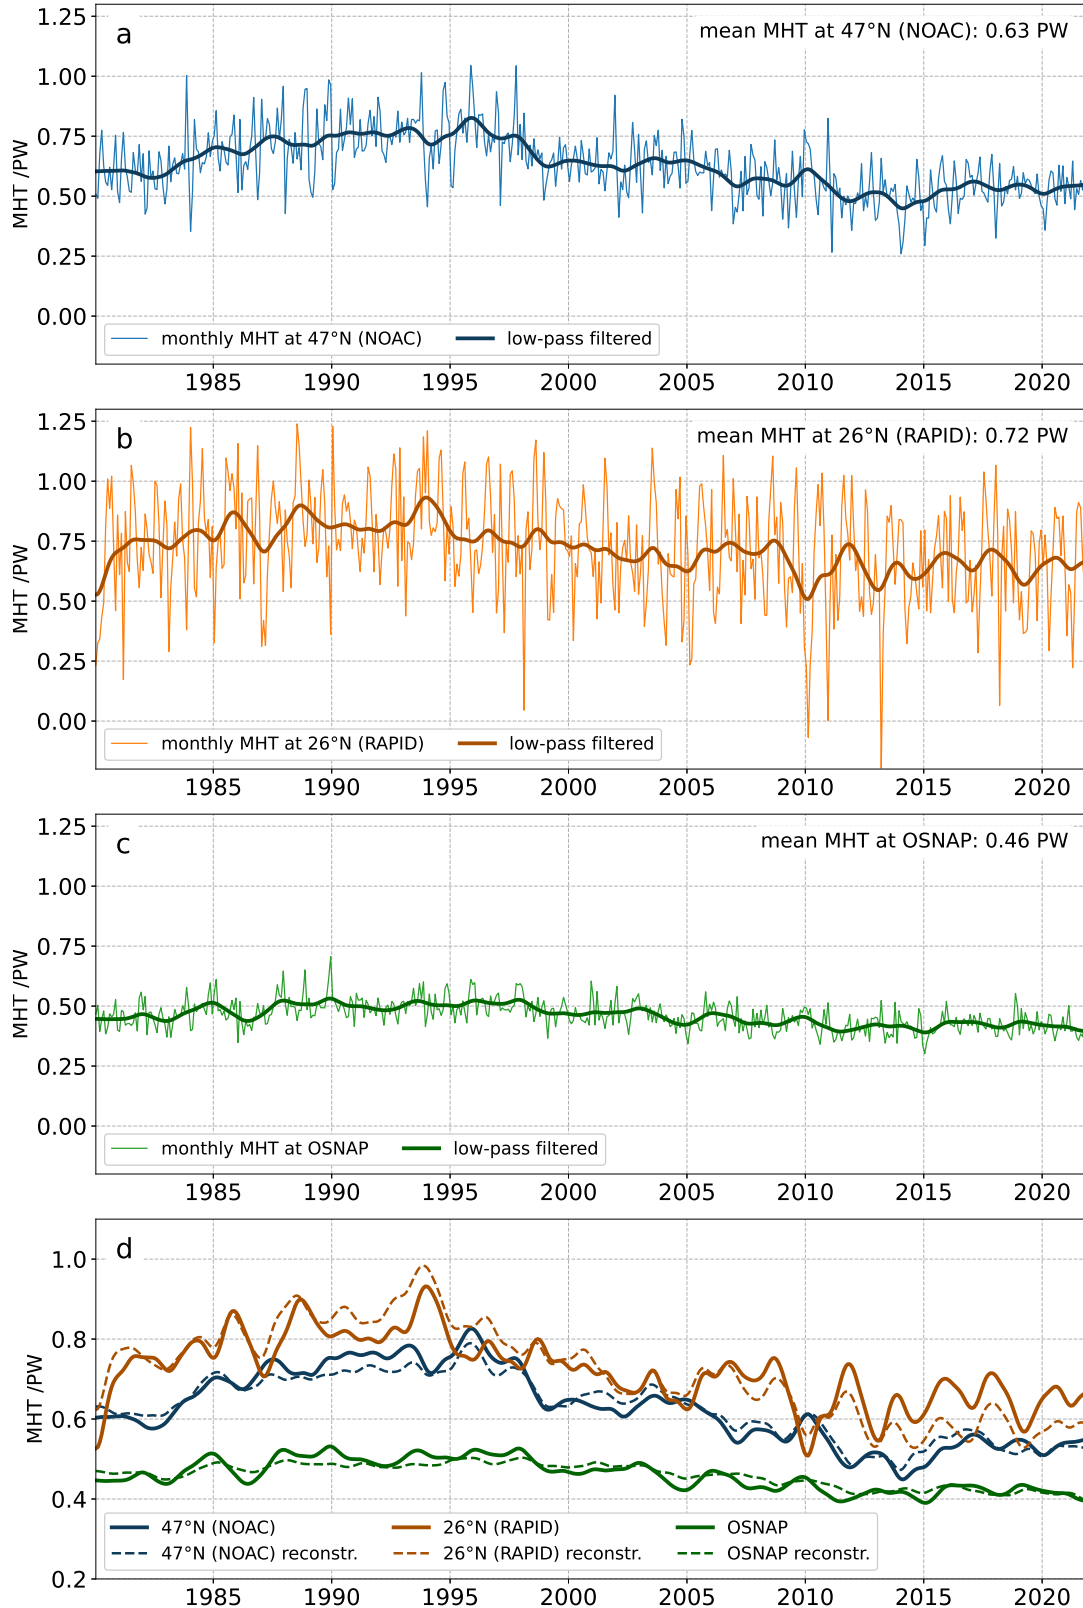 a
mean MHT at 47°N (NOAC): 0.63 PW
1.25
1.00
0.75
0.50
0.25
0.00
MHT /PW
monthly MHT at 47°N (NOAC)
low-pass filtered
1985 1990 1995 2000 2005 2010 2015 2020
b
mean MHT at 26°N (RAPID): 0.72 PW
1.25
1.00
0.75
0.50
0.25
0.00
MHT /PW
monthly MHT at 26°N (RAPID)
low-pass filtered
1985 1990 1995 2000 2005 2010 2015 2020
c
mean MHT at OSNAP: 0.46 PW
1.25
1.00
0.75
0.50
0.25
0.00
MHT /PW
monthly MHT at OSNAP
low-pass filtered
1985 1990 1995 2000 2005 2010 2015 2020
d
1.0
0.8
0.6
0.4
0.2
MHT /PW
47°N (NOAC)
47°N (NOAC) reconstr.
26°N (RAPID)
26°N (RAPID) reconstr.
OSNAP
OSNAP reconstr.
1985 1990 1995 2000 2005 2010 2015 2020